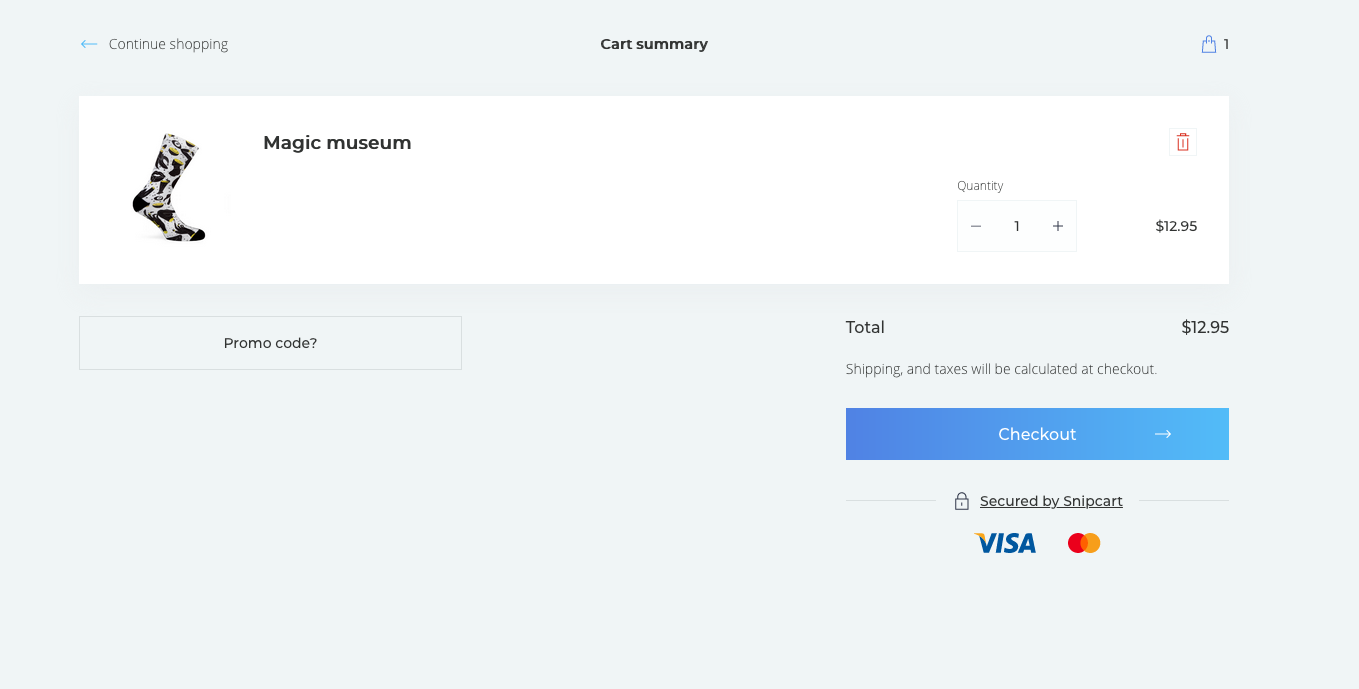 Continue shopping
Cart summary
1
Magic museum
Quantity
1
$12.95
Promo code?
Total
$12.95
Shipping, and taxes will be calculated at checkout.
Checkout
Secured by Snipcart
VISA